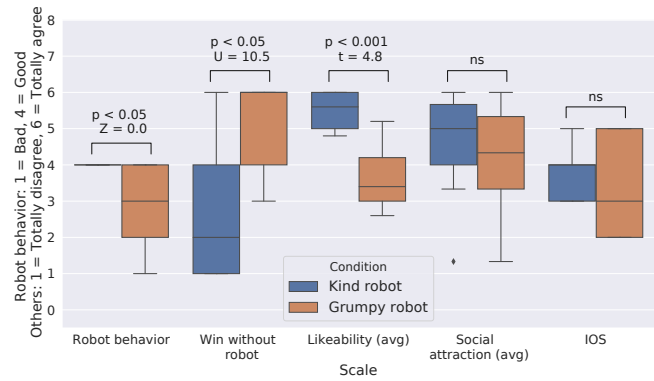 Robot behavior: 1 = Bad, 4 = Good
Others: 1 = Totally disagree, 6 = Totally agree
8
7
6
5
4
3
2
1
0
p < 0.05
Z = 0.0
p < 0.05
U = 10.5
p < 0.001
t = 4.8
ns
ns
Condition
Kind robot
Grumpy robot
Robot behavior
Win without
robot
Likeability (avg)
Social
attraction (avg)
IOS
Scale